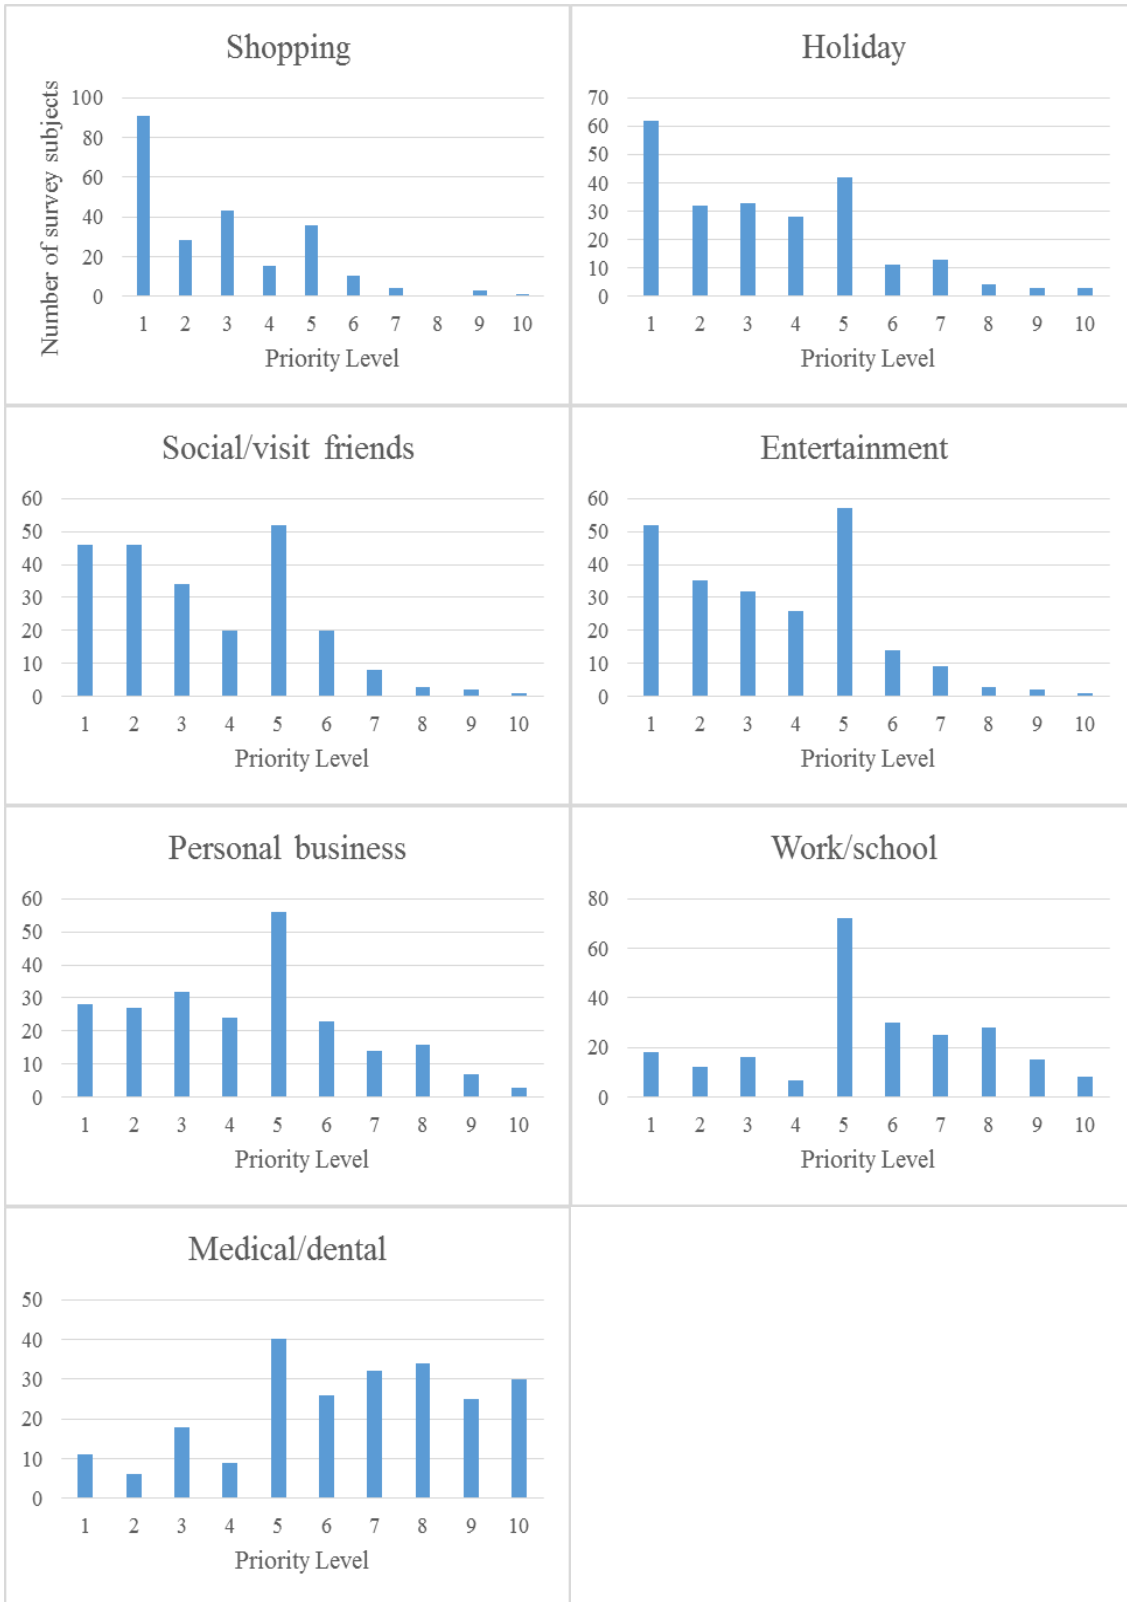 Shopping
Number of survey subjects
100
80
60
40
20
0
1 2 3 4 5 6 7 8 9 10
Priority Level
Holiday
70
60
50
40
30
20
10
0
1 2 3 4 5 6 7 8 9 10
Priority Level
Social/visit friends
60
50
40
30
20
10
0
1 2 3 4 5 6 7 8 9 10
Priority Level
Entertainment
60
50
40
30
20
10
0
1 2 3 4 5 6 7 8 9 10
Priority Level
Personal business
60
50
40
30
20
10
0
1 2 3 4 5 6 7 8 9 10
Priority Level
Work/school
80
60
40
20
0
1 2 3 4 5 6 7 8 9 10
Priority Level
Medical/dental
50
40
30
20
10
0
1 2 3 4 5 6 7 8 9 10
Priority Level